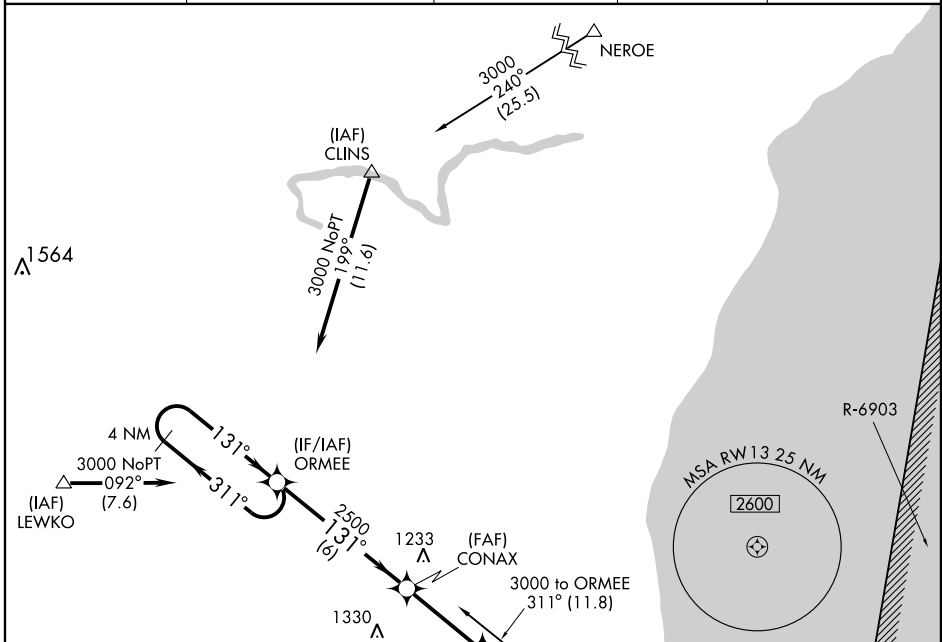 NEROE
3000
240°
(25.5)
(IAF)
CLINS
3000 NoPT
199°
(11.6)
1564
R-6903
4 NM
131°
(IF/IAF)
ORMEE
3000 NoPT
092°
(7.6)
311°
(IAF)
LEWKO
MSA RW13 25 NM
2600
2500
131°
(6)
1233
(FAF)
CONAX
3000 to ORMEE
311° (11.8)
1330